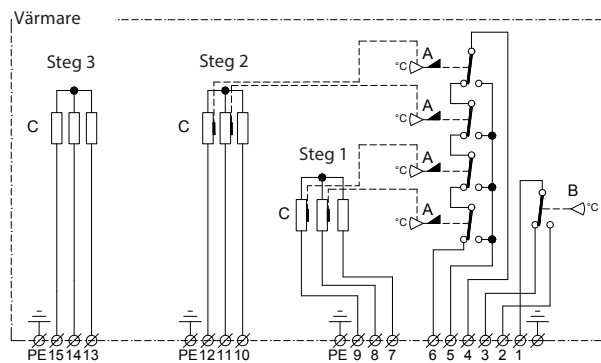 Värmare
Steg 3
Steg 2
Steg 1
C
C
C
°C A
°C A
°C A
°C A
B
°C
PE 15 14 13
PE 12 11 10
PE 9 8 7
6 5 4 3 2 1